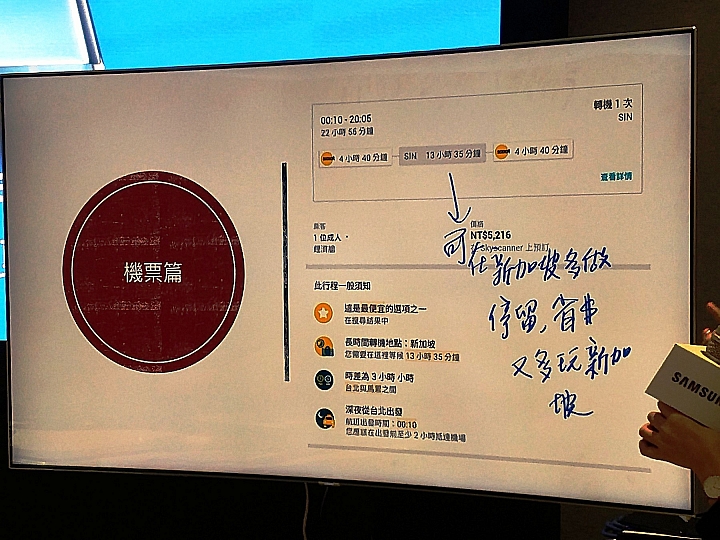 機票篇
00:10 - 20:05
22 小時 56 分鐘
轉機 1 次
SIN
4 小時 40 分鐘
SIN 13 小時 35 分鐘
4 小時 40 分鐘
查看詳情
旅客
1 位成人
經濟艙
價格
NT$5,216
在 Skyscanner 上預訂
可在新加坡多做
停留,省$
又多玩新加
坡
此行程一般須知
這是最便宜的選項之一
在搜尋結果中
長時間轉機地點:新加坡
您需要在這裡等候 13 小時 35 分鐘
時差為 3 小時 小時
台北與馬爾之間
深夜從台北出發
航班出發時間:00:10
您應該在出發前至少 2 小時抵達機場
SAMSU